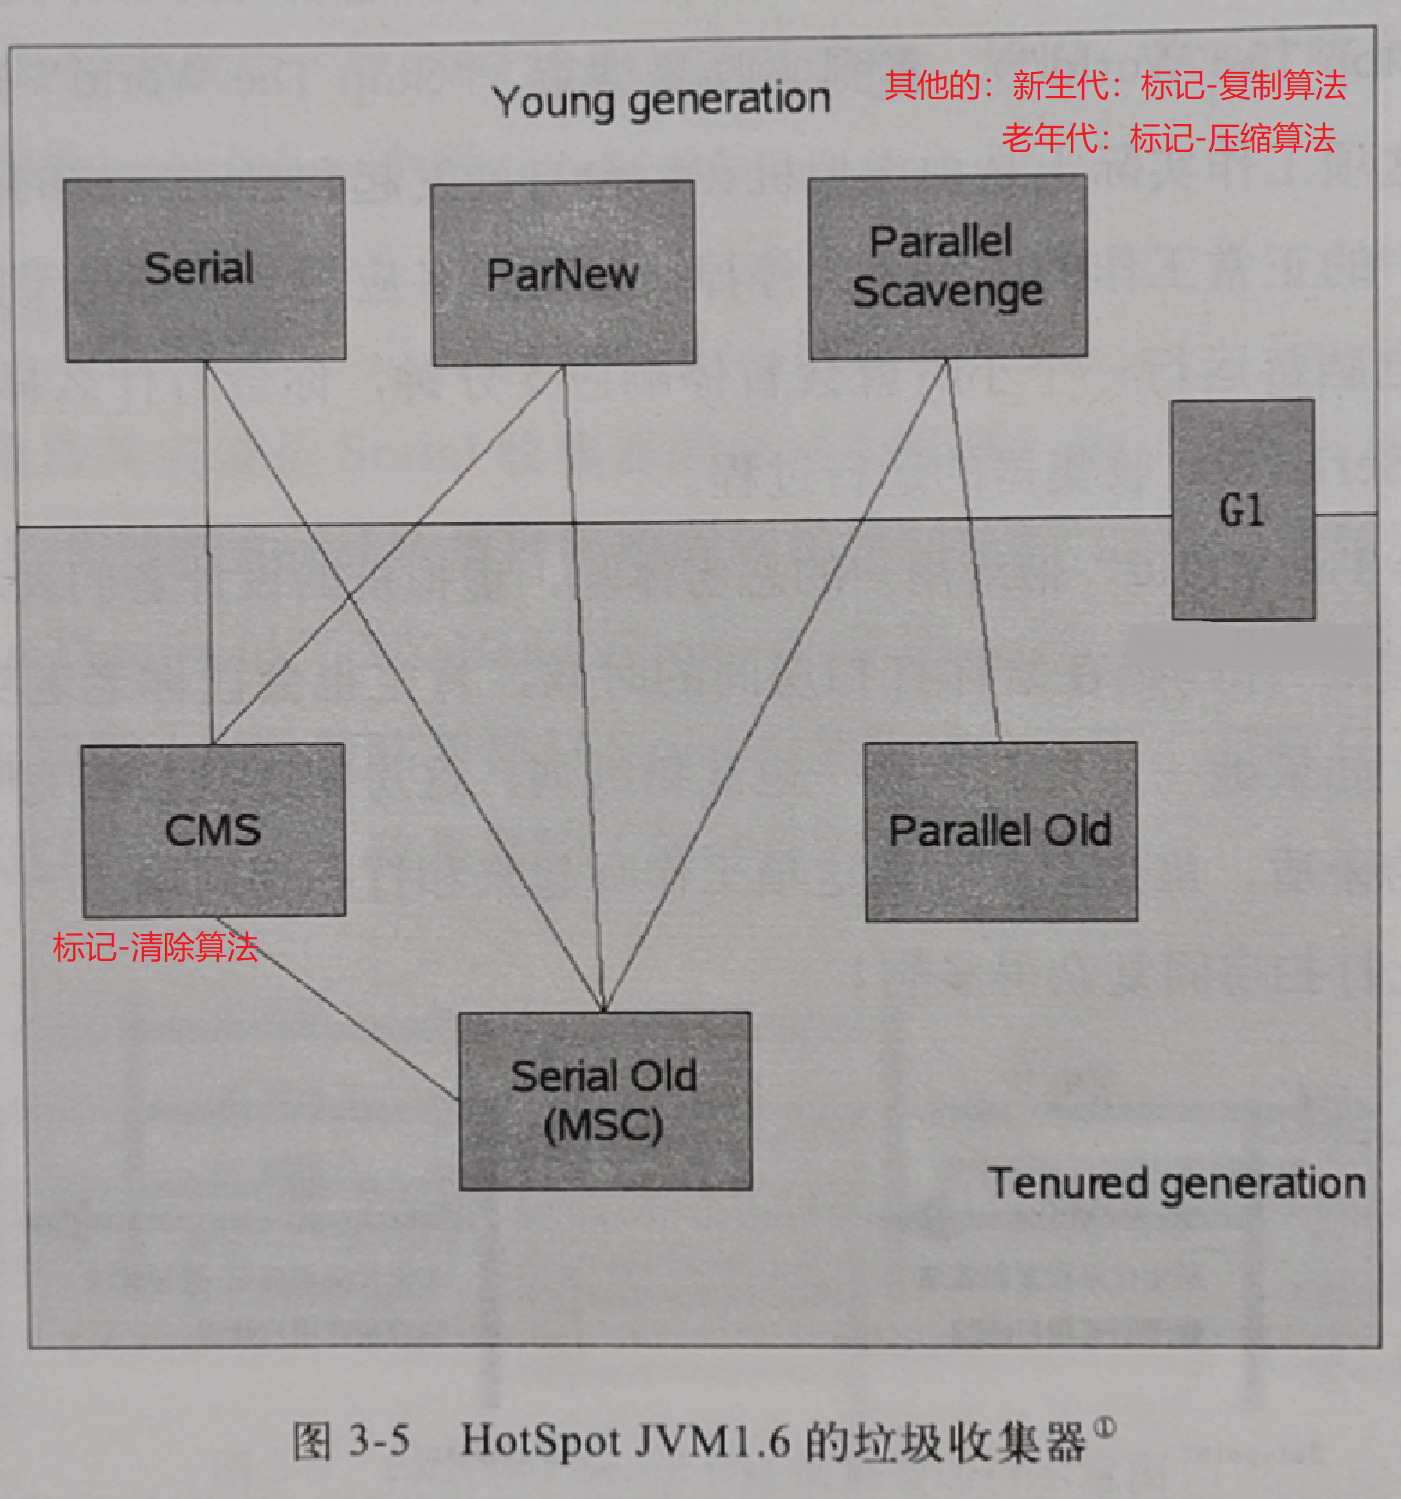 Young generation
其他的：新生代：标记-复制算法
老年代：标记-压缩算法
Serial
ParNew
Parallel
Scavenge
G1
CMS
Parallel Old
标记-清除算法
Serial Old
(MSC)
Tenured generation
图 3-5 HotSpot JVM1.6 的垃圾收集器①